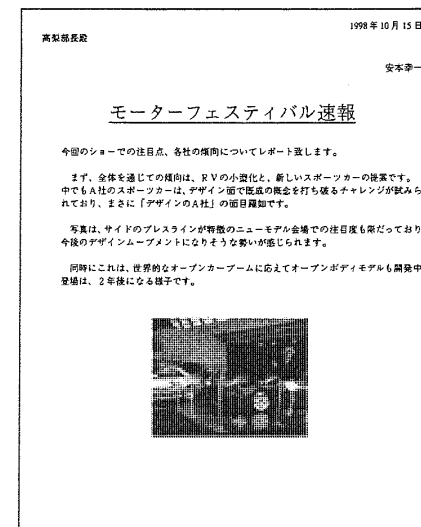 1998年10月15日
高梨部長殿
安本幸一
モーターフェスティバル速報
今回のショーでの注目点、各社の傾向についてレポート致します。
まず、全体を通じての傾向は、RVの小型化と、新しいスポーツカーの提案です。
中でもA社のスポーツカーは、デザイン面で既成の概念を打ち破るチャレンジが試みら
れており、まさに「デザインのA社」の面目躍如です。
写真は、サイドのプレスラインが特徴のニューモデル会場での注目度も際だっており
今後のデザインムーブメントになりそうな勢いが感じられます。
同時にこれは、世界的なオープンカーブームに応えてオープンボディモデルも開発中
登場は、2年後になる様子です。